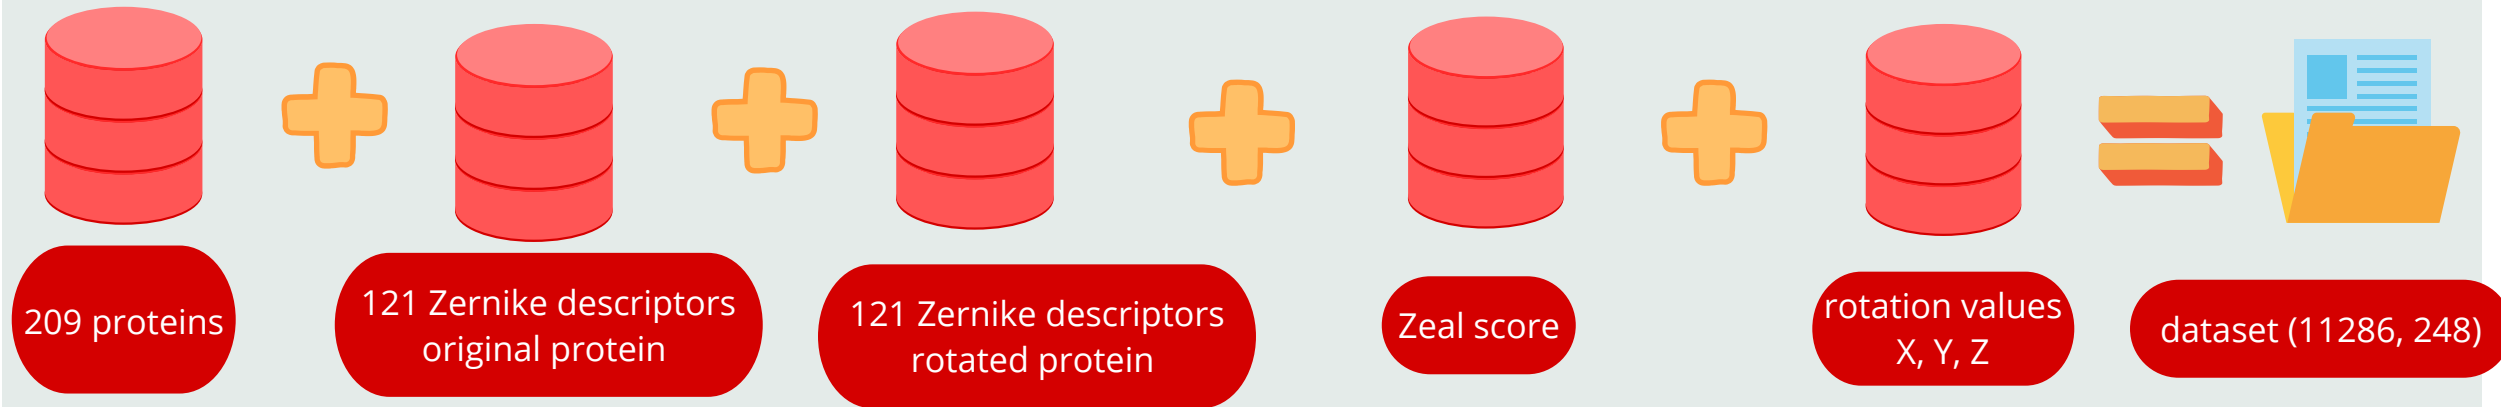 209 proteins
121 Zernike descriptors
original protein
121 Zernike descriptors
rotated protein
Zeal score
rotation values
X, Y, Z
dataset (11286, 248)